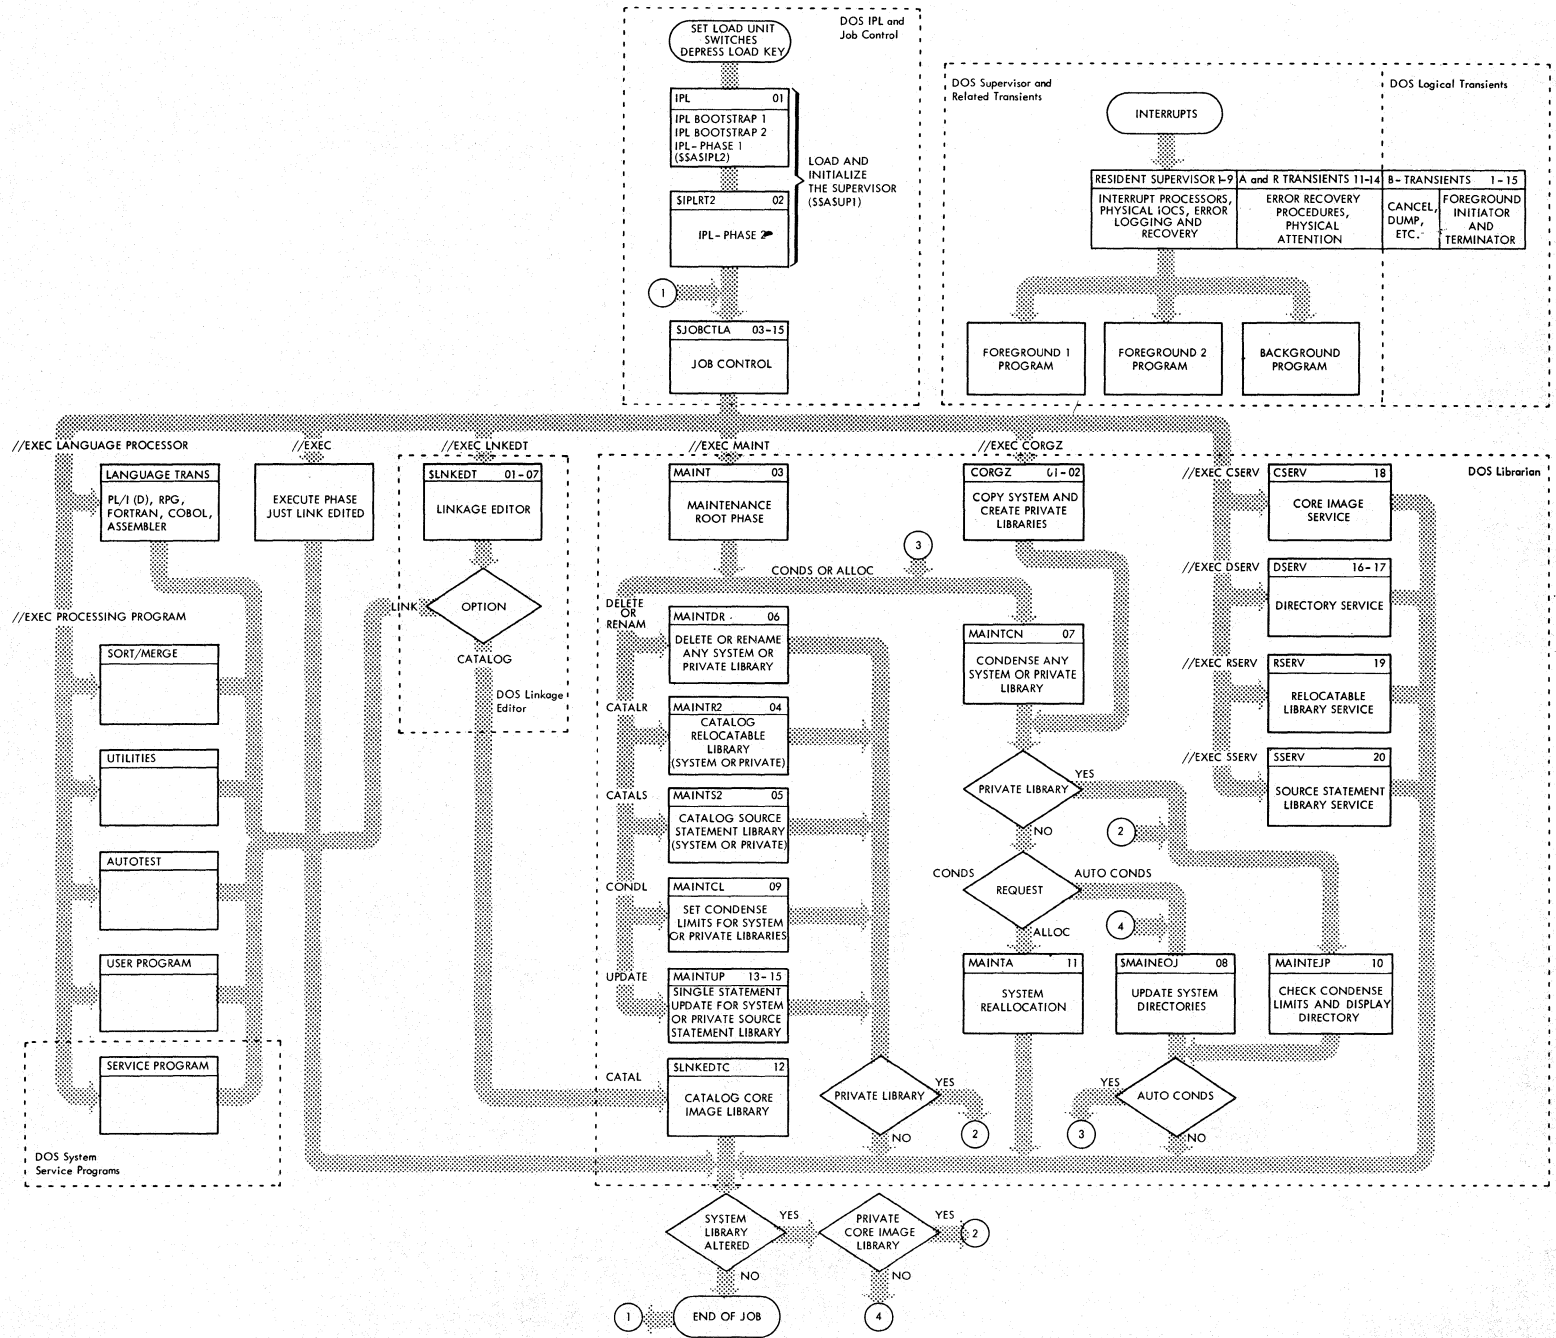 DOS IPL and
Job Control
SET LOAD UNIT
SWITCHES
DEPRESS LOAD KEY
IPL 01
IPL BOOTSTRAP 1
IPL BOOTSTRAP 2
IPL- PHASE 1
($$A$IPL2)
LOAD AND
INITIALIZE
THE SUPERVISOR
($$A$UP1)
$IPLRT2 02
IPL- PHASE 2
1
$JOBCTLA 03-15
JOB CONTROL
DOS Supervisor and
Related Transients
DOS Logical Transients
INTERRUPTS
RESIDENT SUPERVISOR 1-9
A and R TRANSIENTS 11-14
B- TRANSIENTS 1-15
INTERRUPT PROCESSORS,
PHYSICAL IOCS, ERROR
LOGGING AND
RECOVERY
ERROR RECOVERY
PROCEDURES,
PHYSICAL
ATTENTION
CANCEL,
DUMP,
ETC.
FOREGROUND
INITIATOR
AND
TERMINATOR
FOREGROUND 1
PROGRAM
FOREGROUND 2
PROGRAM
BACKGROUND
PROGRAM
//EXEC LANGUAGE PROCESSOR
//EXEC
//EXEC LNKEDT
//EXEC MAINT
//EXEC CORGZ
DOS Librarian
LANGUAGE TRANS
PL/I (D), RPG,
FORTRAN, COBOL,
ASSEMBLER
EXECUTE PHASE
JUST LINK EDITED
$LNKEDT 01-07
LINKAGE EDITOR
MAINT 03
MAINTENANCE
ROOT PHASE
CORGZ 01-02
COPY SYSTEM AND
CREATE PRIVATE
LIBRARIES
//EXEC CSERV
CSERV 18
CORE IMAGE
SERVICE
3
CONDS OR ALLOC
//EXEC DSERV
DSERV 16-17
DIRECTORY SERVICE
LINK
OPTION
CATALOG
DOS Linkage
Editor
//EXEC PROCESSING PROGRAM
DELETE
OR
RENAM
MAINTDR 06
DELETE OR RENAME
ANY SYSTEM OR
PRIVATE LIBRARY
MAINTCN 07
CONDENSE ANY
SYSTEM OR PRIVATE
LIBRARY
//EXEC RSERV
RSERV 19
RELOCATABLE
LIBRARY SERVICE
SORT/MERGE
CATALR
MAINTR2 04
CATALOG
RELOCATABLE
LIBRARY
(SYSTEM OR PRIVATE)
//EXEC SSERV
SSERV 20
SOURCE STATEMENT
LIBRARY SERVICE
UTILITIES
CATALS
MAINTS2 05
CATALOG SOURCE
STATEMENT LIBRARY
(SYSTEM OR PRIVATE)
PRIVATE LIBRARY
YES
NO
2
AUTOTEST
CONDL
MAINTCL 09
SET CONDENSE
LIMITS FOR SYSTEM
OR PRIVATE LIBRARIES
CONDS
REQUEST
AUTO CONDS
ALLOC
4
USER PROGRAM
UPDATE
MAINTUP 13-15
SINGLE STATEMENT
UPDATE FOR SYSTEM
OR PRIVATE SOURCE
STATEMENT LIBRARY
MAINTA 11
SYSTEM
REALLOCATION
$MAINEOJ 08
UPDATE SYSTEM
DIRECTORIES
MAINTEJP 10
CHECK CONDENSE
LIMITS AND DISPLAY
DIRECTORY
SERVICE PROGRAM
DOS System
Service Programs
CATAL
$LNKEDTC 12
CATALOG CORE
IMAGE LIBRARY
PRIVATE LIBRARY
YES
2
NO
YES
AUTO CONDS
3
NO
SYSTEM
LIBRARY
ALTERED
YES
PRIVATE
CORE IMAGE
LIBRARY
YES
2
NO
NO
1
END OF JOB
4